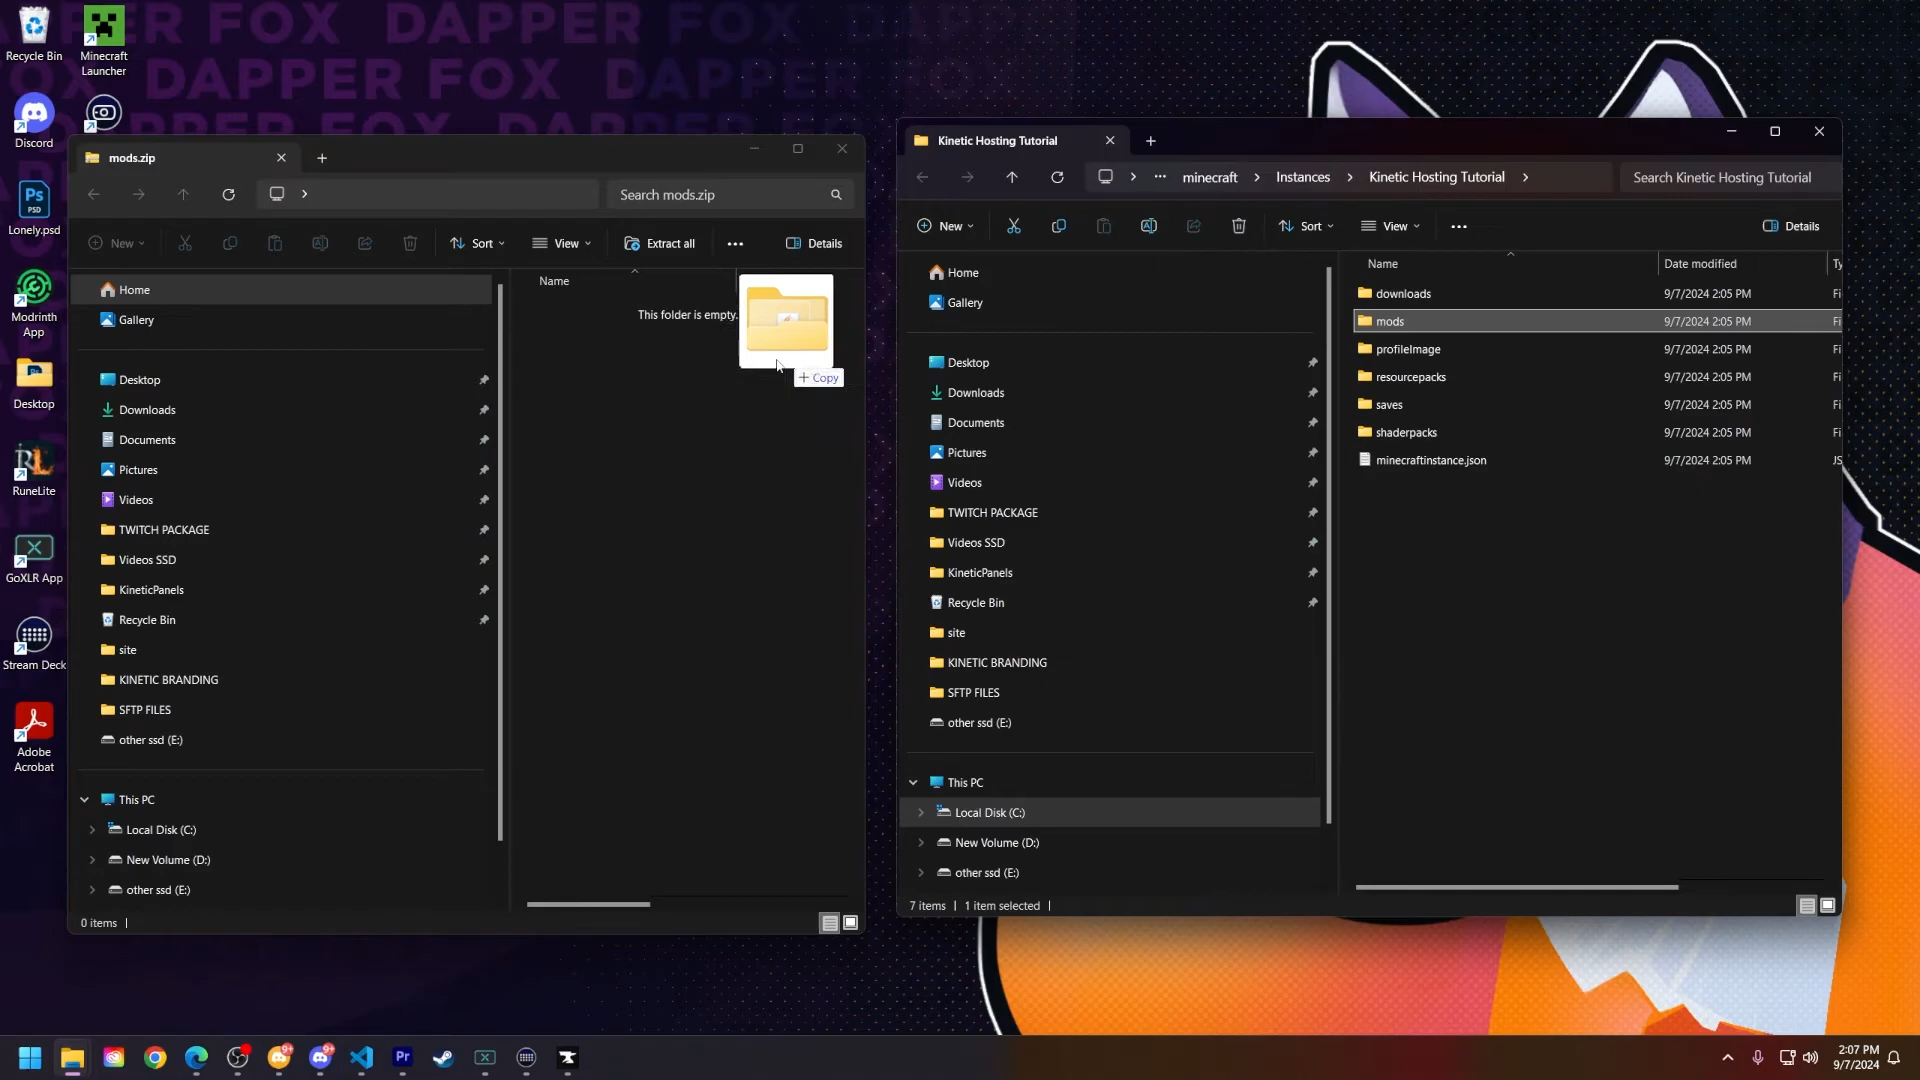 DAPPER FOX DAPPER FOX
DAPPER FOX DAPPER FOX
Recycle Bin
Minecraft
Launcher
Discord
Lonely.psd
Modrinth
App
Desktop
RuneLite
GoXLR App
Stream Deck
Adobe
Acrobat
mods.zip
Search mods.zip
New
Sort
View
Extract all
Details
Home
Gallery
Desktop
Downloads
Documents
Pictures
Videos
TWITCH PACKAGE
Videos SSD
KineticPanels
Recycle Bin
site
KINETIC BRANDING
SFTP FILES
other ssd (E:)
This PC
Local Disk (C:)
New Volume (D:)
other ssd (E:)
Name
This folder is empty.
+ Copy
0 items
Kinetic Hosting Tutorial
minecraft > Instances > Kinetic Hosting Tutorial >
Search Kinetic Hosting Tutorial
New
Sort
View
Details
Home
Gallery
Desktop
Downloads
Documents
Pictures
Videos
TWITCH PACKAGE
Videos SSD
KineticPanels
Recycle Bin
site
KINETIC BRANDING
SFTP FILES
other ssd (E:)
This PC
Local Disk (C:)
New Volume (D:)
other ssd (E:)
Name Date modified Ty
downloads 9/7/2024 2:05 PM Fi
mods 9/7/2024 2:05 PM Fi
profileImage 9/7/2024 2:05 PM Fi
resourcepacks 9/7/2024 2:05 PM Fi
saves 9/7/2024 2:05 PM Fi
shaderpacks 9/7/2024 2:05 PM Fi
minecraftinstance.json 9/7/2024 2:05 PM JS
7 items | 1 item selected |
2:07 PM
9/7/2024